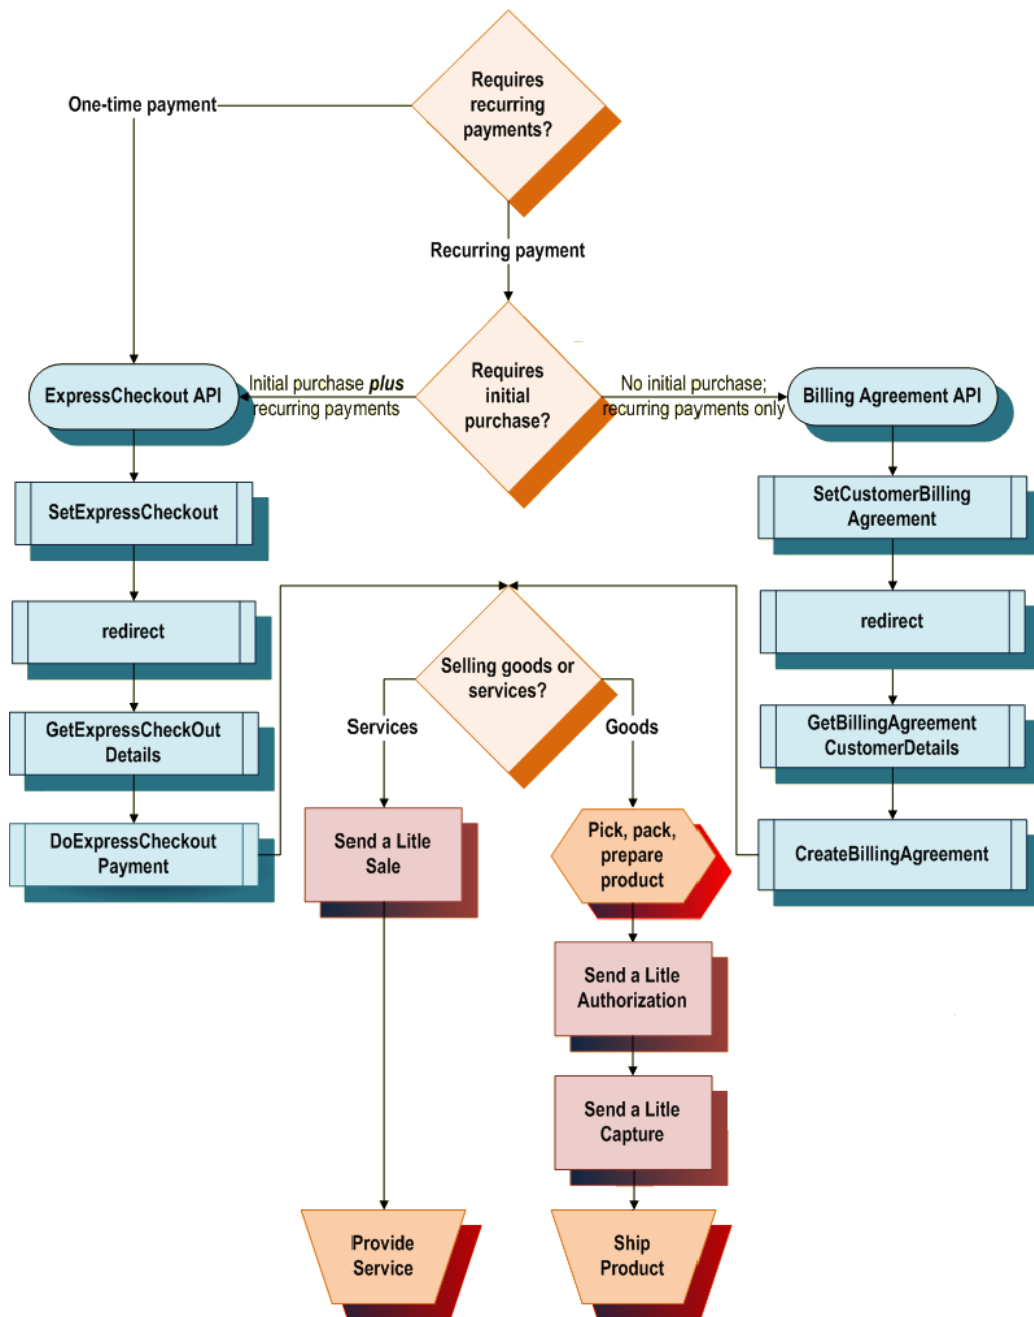 Requires
recurring
payments?
One-time payment
Recurring payment
ExpressCheckout API
Initial purchase plus
recurring payments
Requires
initial
purchase?
No initial purchase;
recurring payments only
Billing Agreement API
SetExpressCheckout
SetCustomerBilling
Agreement
redirect
redirect
Selling goods or
services?
Services
Goods
GetExpressCheckOut
Details
GetBillingAgreement
CustomerDetails
DoExpressCheckout
Payment
Send a Litle
Sale
Pick, pack,
prepare
product
CreateBillingAgreement
Send a Litle
Authorization
Send a Litle
Capture
Provide
Service
Ship
Product